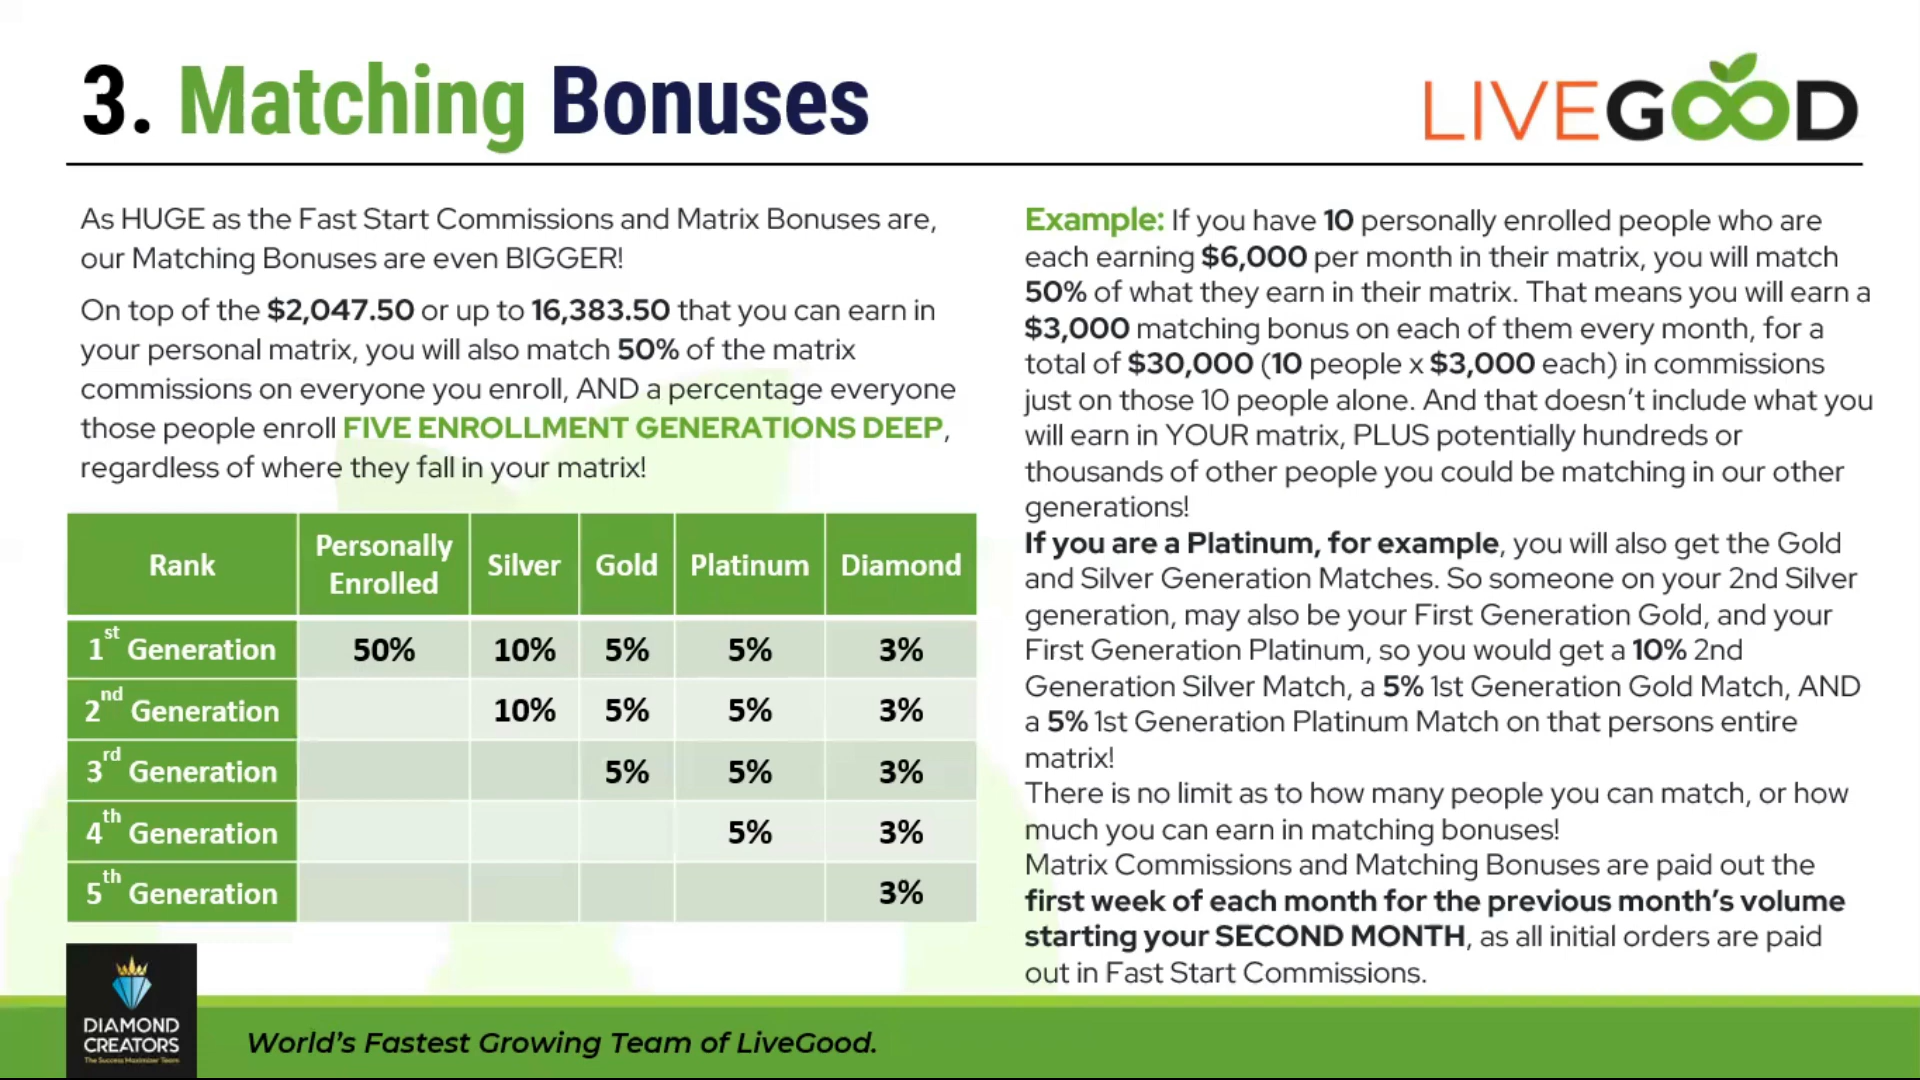 3. Matching Bonuses
LIVEGOOD
As HUGE as the Fast Start Commissions and Matrix Bonuses are,
our Matching Bonuses are even BIGGER!
On top of the $2,047.50 or up to 16,383.50 that you can earn in
your personal matrix, you will also match 50% of the matrix
commissions on everyone you enroll, AND a percentage everyone
those people enroll FIVE ENROLLMENT GENERATIONS DEEP,
regardless of where they fall in your matrix!
Rank Personally Enrolled Silver Gold Platinum Diamond
1st Generation 50% 10% 5% 5% 3%
2nd Generation 10% 5% 5% 3%
3rd Generation 5% 5% 3%
4th Generation 5% 3%
5th Generation 3%
Example: If you have 10 personally enrolled people who are
each earning $6,000 per month in their matrix, you will match
50% of what they earn in their matrix. That means you will earn a
$3,000 matching bonus on each of them every month, for a
total of $30,000 (10 people x $3,000 each) in commissions
just on those 10 people alone. And that doesn't include what you
will earn in YOUR matrix, PLUS potentially hundreds or
thousands of other people you could be matching in our other
generations!
If you are a Platinum, for example, you will also get the Gold
and Silver Generation Matches. So someone on your 2nd Silver
generation, may also be your First Generation Gold, and your
First Generation Platinum, so you would get a 10% 2nd
Generation Silver Match, a 5% 1st Generation Gold Match, AND
a 5% 1st Generation Platinum Match on that persons entire
matrix!
There is no limit as to how many people you can match, or how
much you can earn in matching bonuses!
Matrix Commissions and Matching Bonuses are paid out the
first week of each month for the previous month's volume
starting your SECOND MONTH, as all initial orders are paid
out in Fast Start Commissions.
DIAMOND
CREATORS
The Success Maximizer Team
World's Fastest Growing Team of LiveGood.